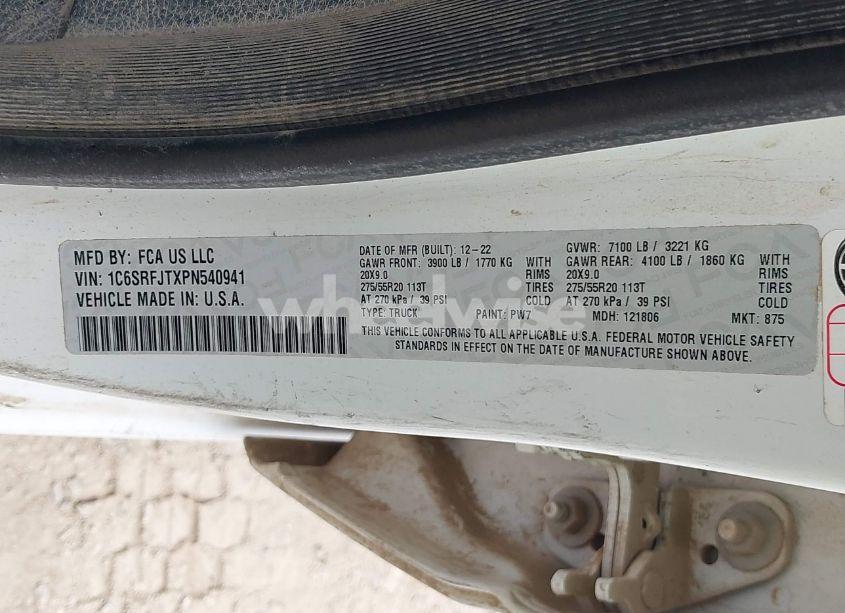 MFD BY: FCA US LLC
VIN: 1C6SRFJTXPN540941
VEHICLE MADE IN U.S.A.
DATE OF MFR (BUILT): 12-22 GVWR: 7100 LB / 3221 KG
GAWR FRONT: 3900 LB / 1770 KG WITH GAWR REAR: 4100 LB / 1860 KG WITH
20X9.0 RIMS 20X9.0 RIMS
275/55R20 113T TIRES 275/55R20 113T TIRES
AT 270 kPa / 39 PSI COLD AT 270 kPa / 39 PSI COLD
TYPE: TRUCK PAINT: PW7 MDH: 121806 MKT: 875
THIS VEHICLE CONFORMS TO ALL APPLICABLE U.S.A. FEDERAL MOTOR VEHICLE SAFETY
STANDARDS IN EFFECT ON THE DATE OF MANUFACTURE SHOWN ABOVE.